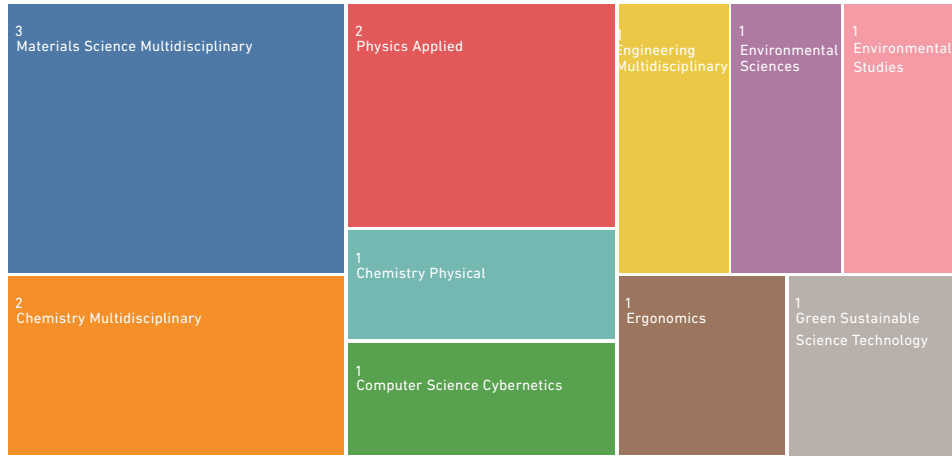 3
Materials Science Multidisciplinary
2
Physics Applied
1
Engineering
Multidisciplinary
1
Environmental
Sciences
1
Environmental
Studies
1
Chemistry Physical
2
Chemistry Multidisciplinary
1
Ergonomics
1
Green Sustainable
Science Technology
1
Computer Science Cybernetics